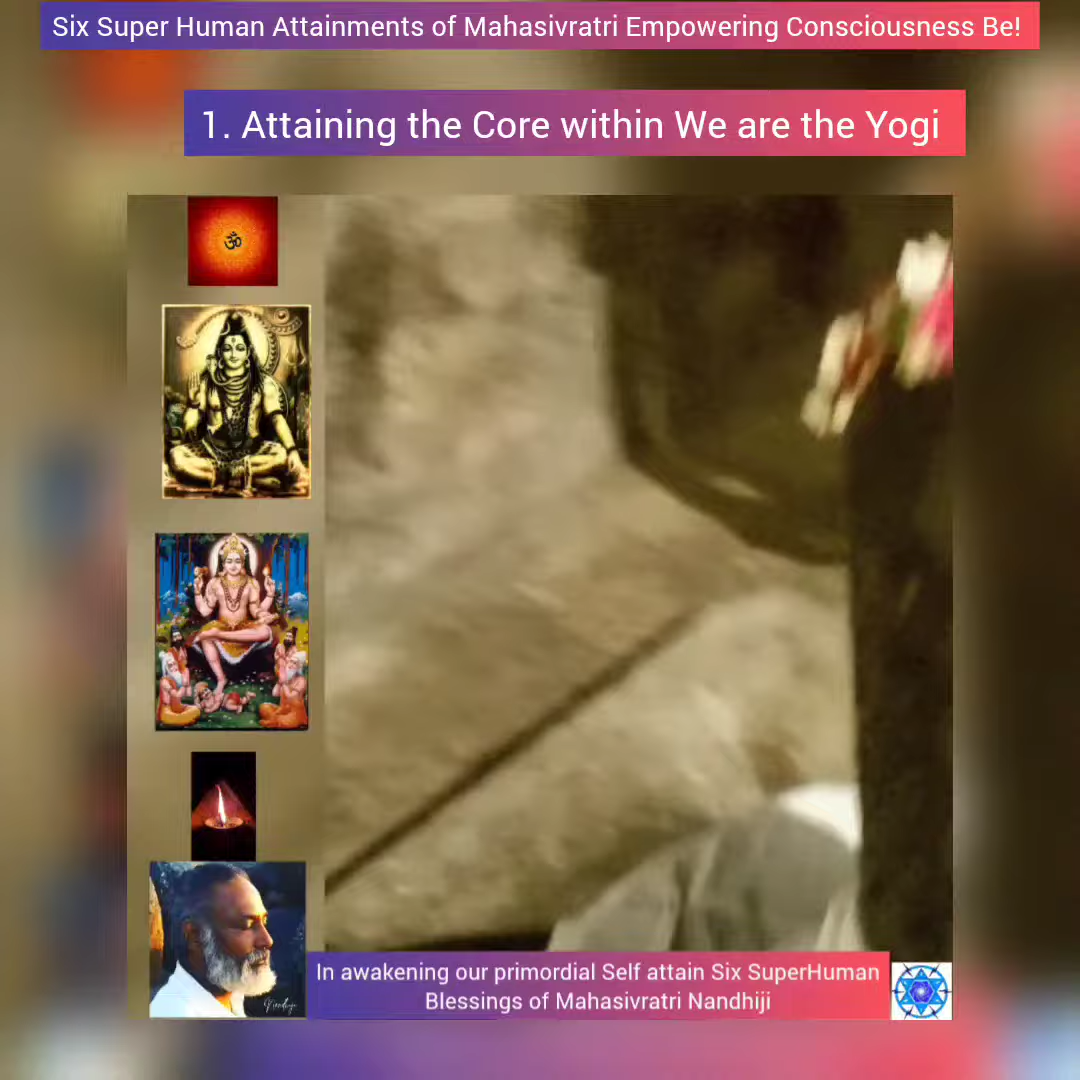 Six Super Human Attainments of Mahasivratri Empowering Consciousness Be!
1. Attaining the Core within We are the Yogi
ॐ
In awakening our primordial Self attain Six SuperHuman
Blessings of Mahasivratri Nandhiji